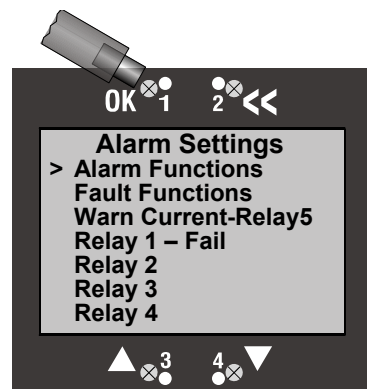 OK 1 2 <<
Alarm Settings
> Alarm Functions
Fault Functions
Warn Current-Relay5
Relay 1 – Fail
Relay 2
Relay 3
Relay 4
3 4